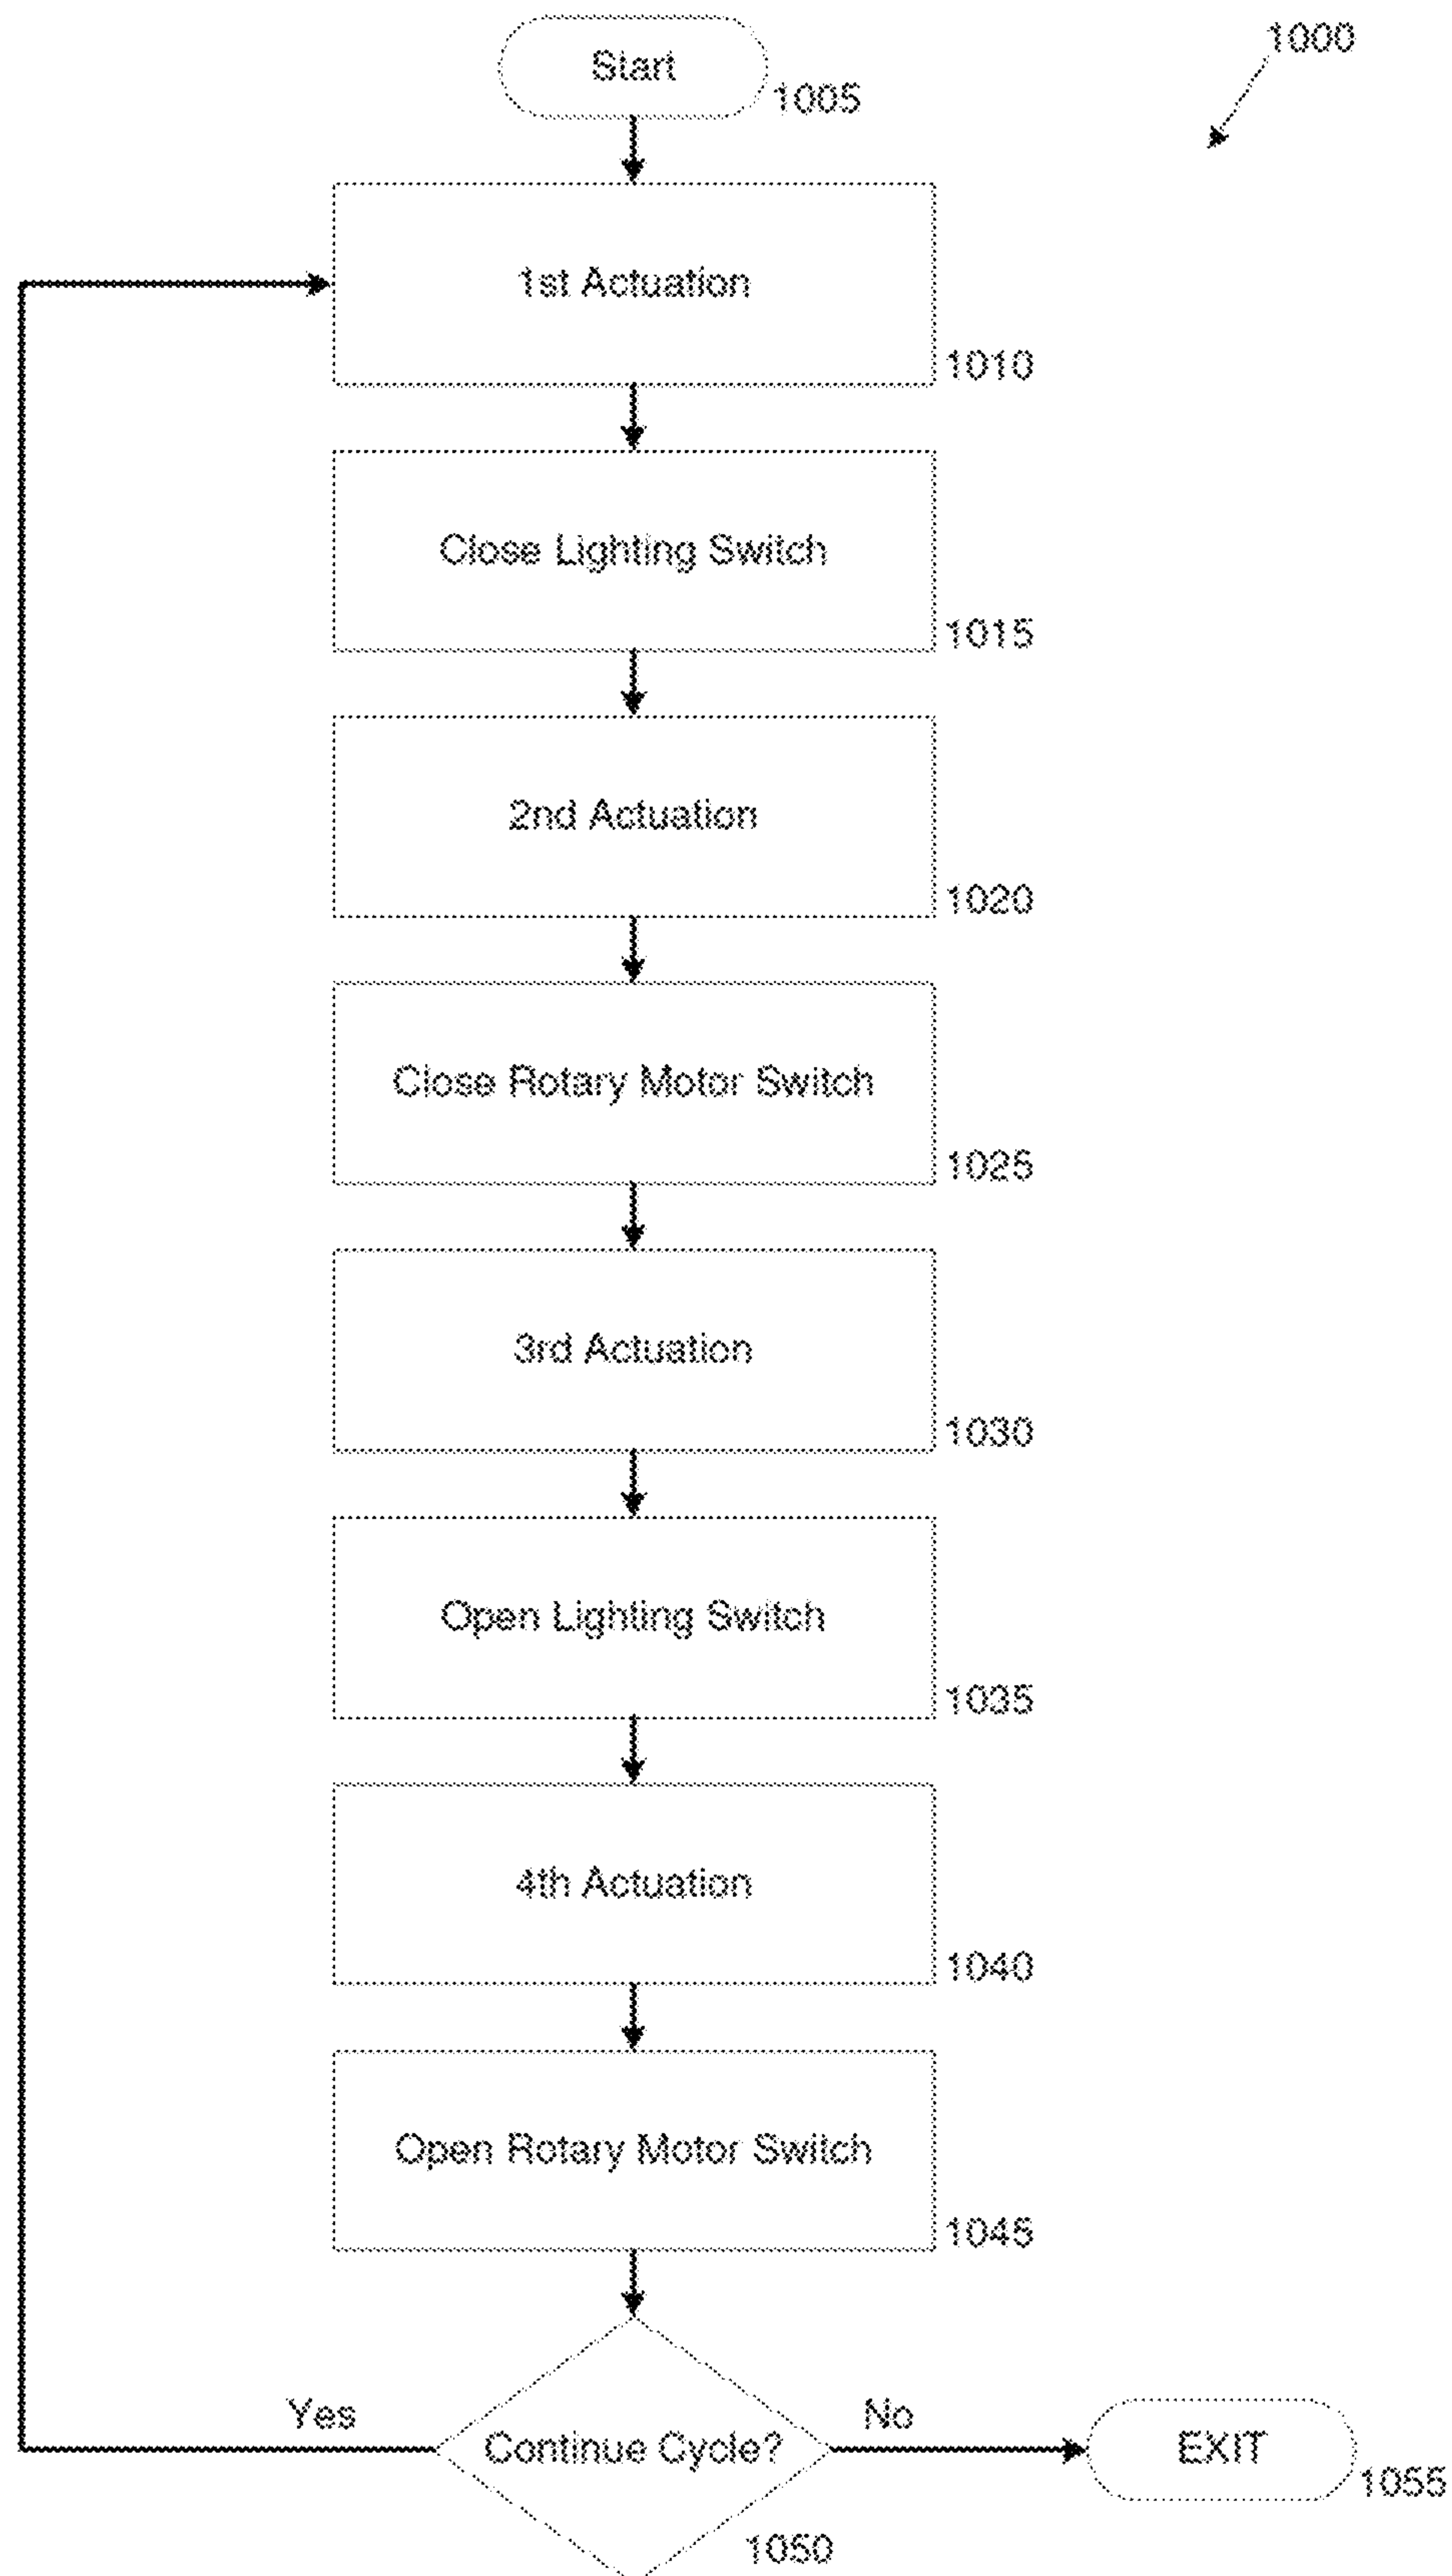 Start
1000
1005
1st Actuation
1010
Close Lighting Switch
1015
2nd Actuation
1020
Close Rotary Motor Switch
1025
3rd Actuation
1030
Open Lighting Switch
1035
4th Actuation
1040
Open Rotary Motor Switch
1045
Yes
No
Continue Cycle?
EXIT
1055
1050